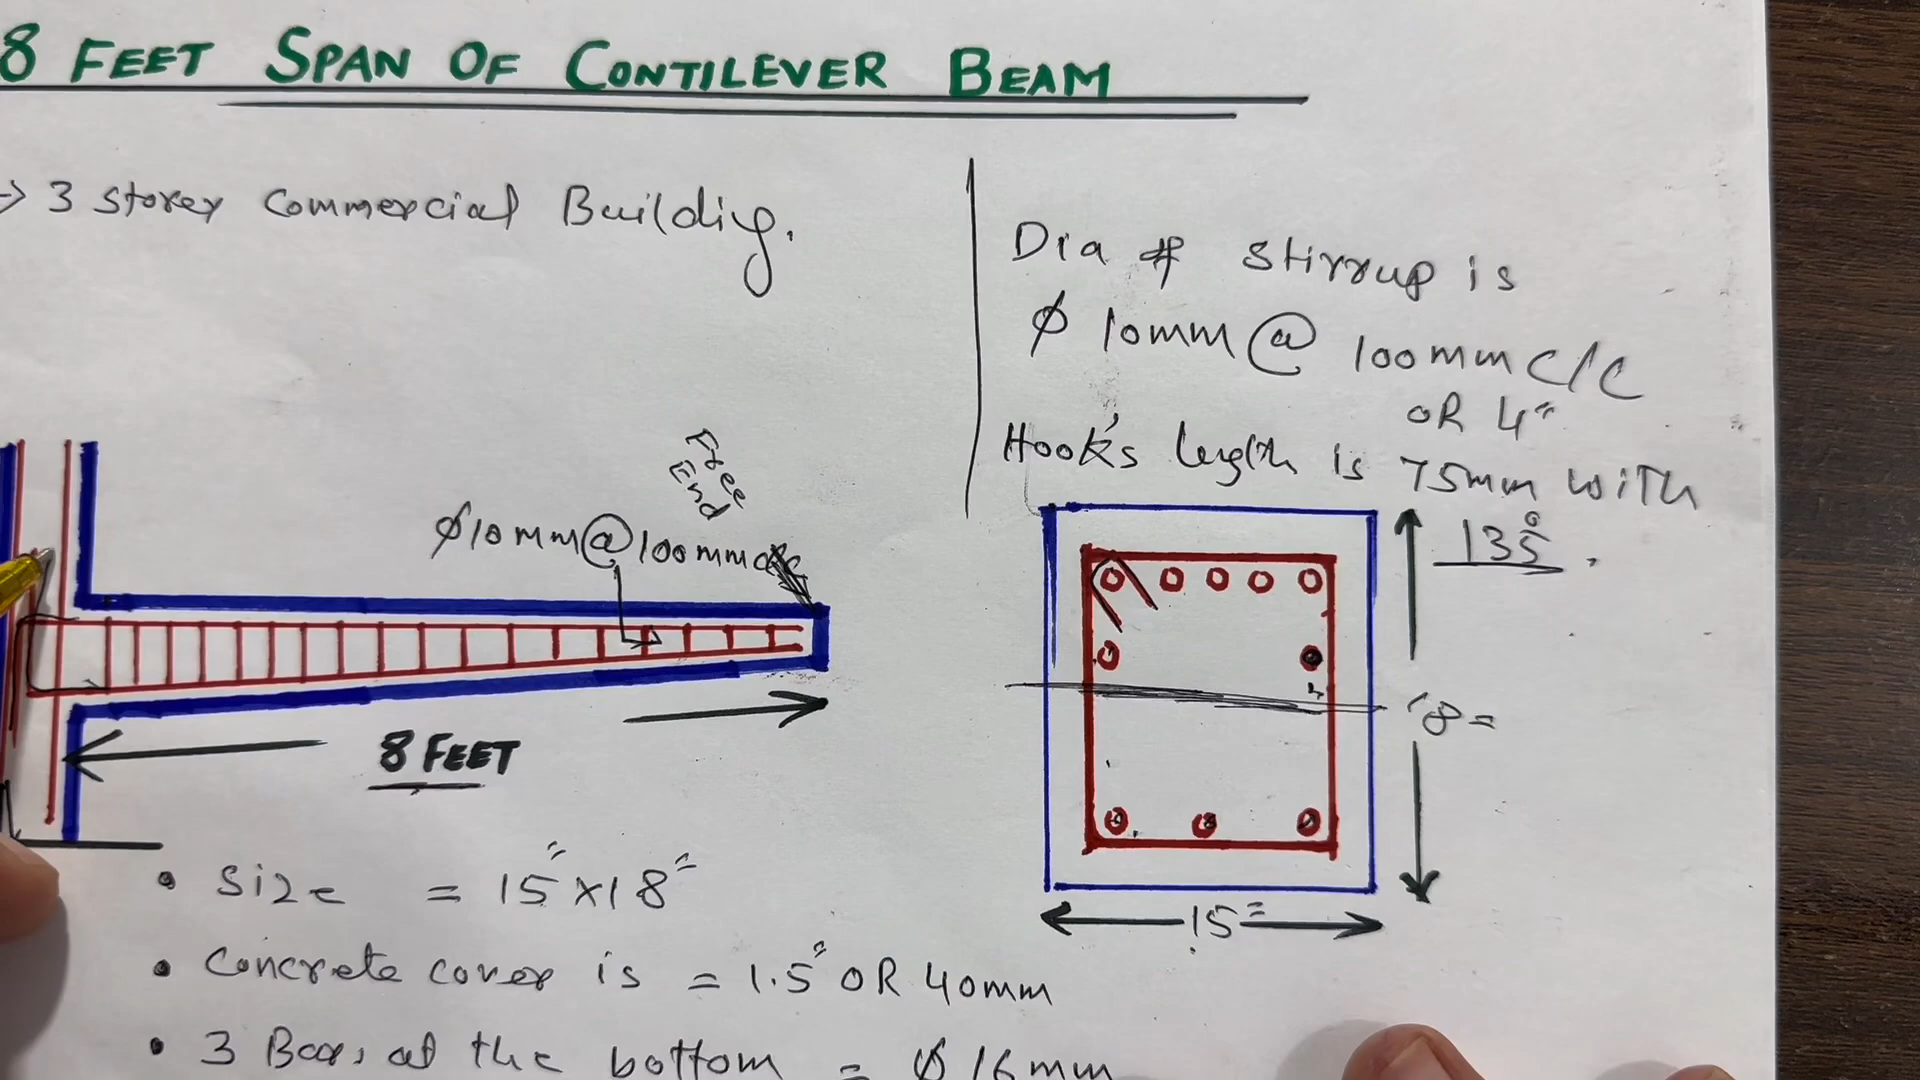 8 FEET SPAN OF CONTILEVER BEAM
→ 3 Storey Commercial Building.
Dia # stirrup is
ø 10mm @ 100mm c/c
OR 4"
Hook's length is 75mm with
135°.
Free
End
ø10mm@100mm
8 FEET
18"
15"
• Size = 15"x18"
• Concrete cover is = 1.5" OR 40mm
• 3 Bars at the bottom = ø 16mm